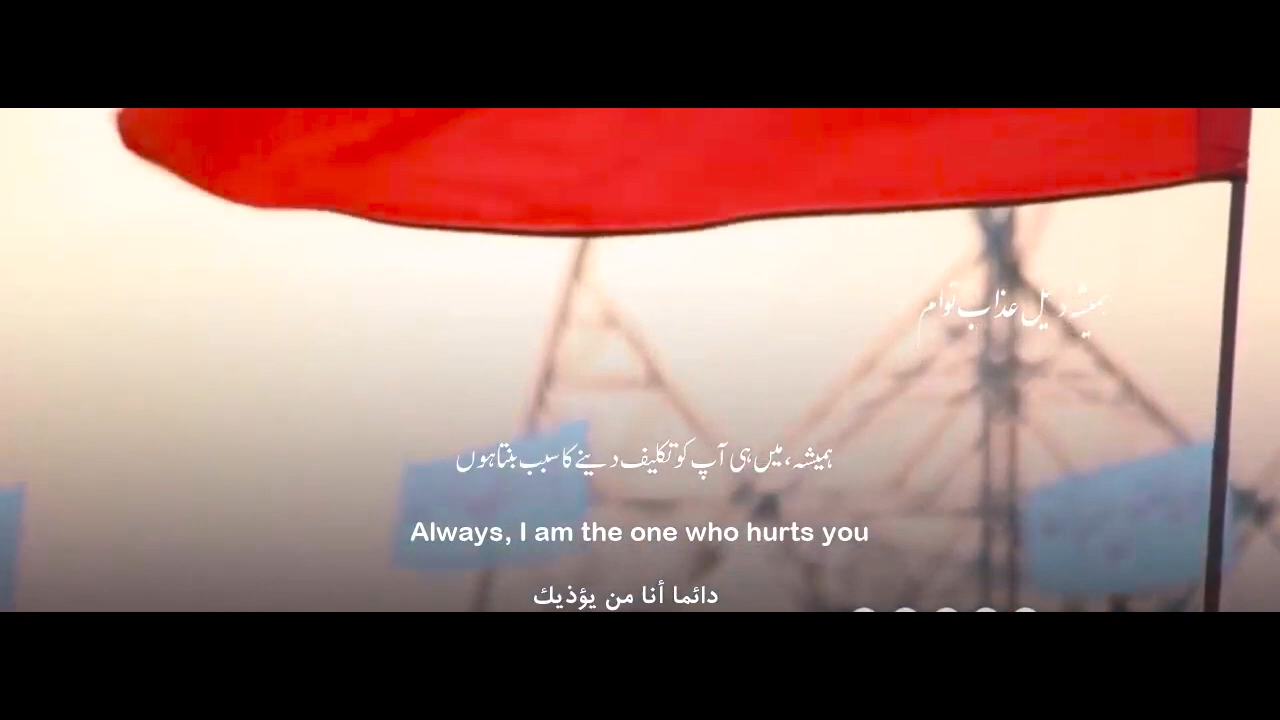 ہمیشہ دلیل عذاب توام
ہمیشہ، میں ہی آپ کو تکلیف دینے کا سبب بنتا ہوں
Always, I am the one who hurts you
دائما أنا من يؤذيك